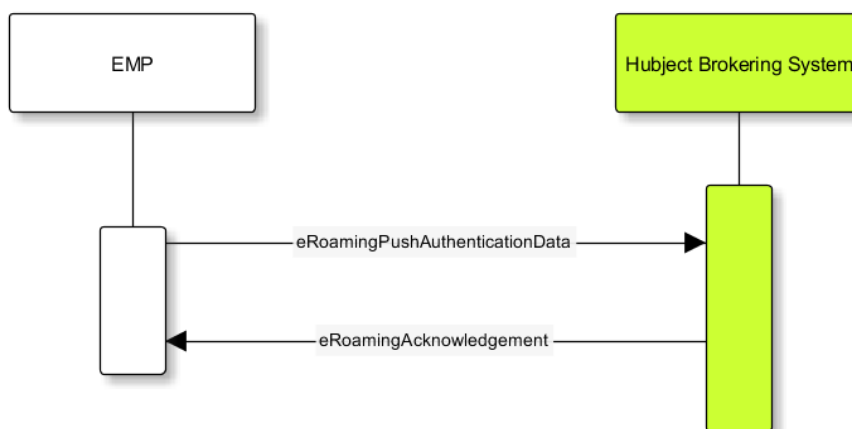 EMP
Hubject Brokering System
eRoamingPushAuthenticationData
eRoamingAcknowledgement